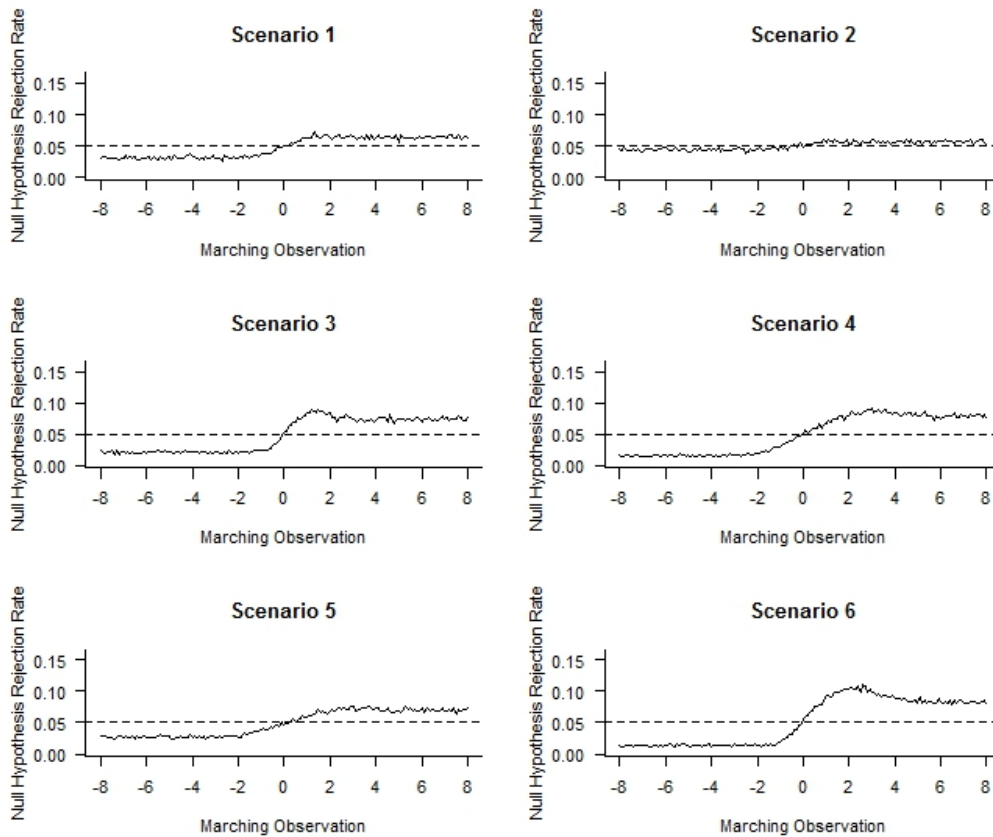 Scenario 1
Null Hypothesis Rejection Rate
0.15
0.10
0.05
0.00
-8 -6 -4 -2 0 2 4 6 8
Marching Observation
Scenario 2
Null Hypothesis Rejection Rate
0.15
0.10
0.05
0.00
-8 -6 -4 -2 0 2 4 6 8
Marching Observation
Scenario 3
Null Hypothesis Rejection Rate
0.15
0.10
0.05
0.00
-8 -6 -4 -2 0 2 4 6 8
Marching Observation
Scenario 4
Null Hypothesis Rejection Rate
0.15
0.10
0.05
0.00
-8 -6 -4 -2 0 2 4 6 8
Marching Observation
Scenario 5
Null Hypothesis Rejection Rate
0.15
0.10
0.05
0.00
-8 -6 -4 -2 0 2 4 6 8
Marching Observation
Scenario 6
Null Hypothesis Rejection Rate
0.15
0.10
0.05
0.00
-8 -6 -4 -2 0 2 4 6 8
Marching Observation